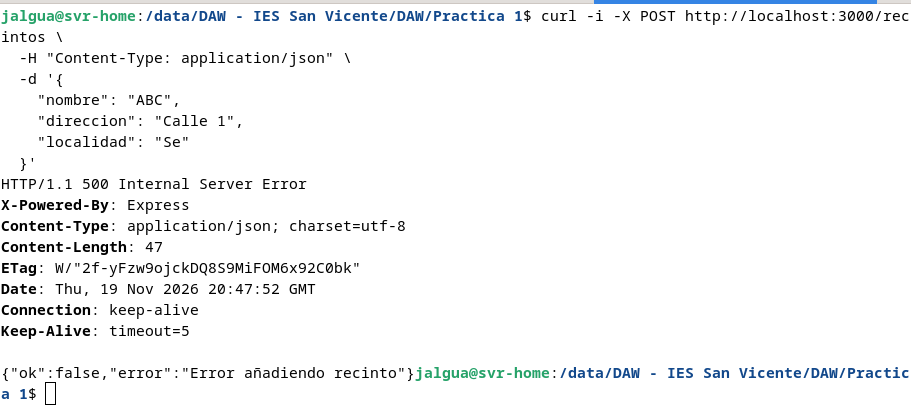 jalgua@svr-home:/data/DAW - IES San Vicente/DAW/Practica 1$ curl -i -X POST http://localhost:3000/rec
intos \
  -H "Content-Type: application/json" \
  -d '{
    "nombre": "ABC",
    "direccion": "Calle 1",
    "localidad": "Se"
  }'
HTTP/1.1 500 Internal Server Error
X-Powered-By: Express
Content-Type: application/json; charset=utf-8
Content-Length: 47
ETag: W/"2f-yFzw9ojckDQ8S9MiFOM6x92C0bk"
Date: Thu, 19 Nov 2026 20:47:52 GMT
Connection: keep-alive
Keep-Alive: timeout=5

{"ok":false,"error":"Error añadiendo recinto"}jalgua@svr-home:/data/DAW - IES San Vicente/DAW/Practic
a 1$